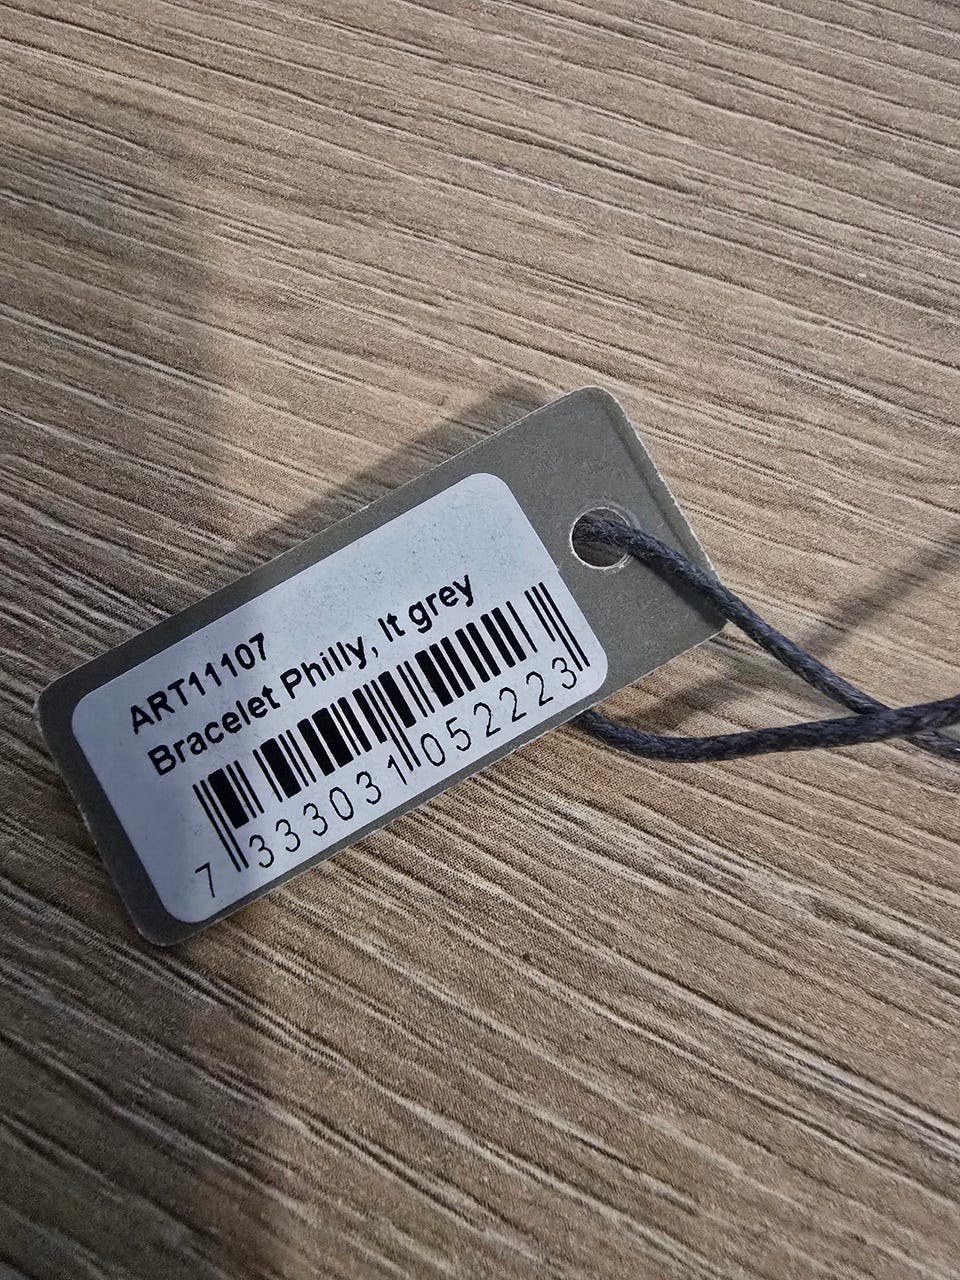 ART11107
Bracelet Philly, lt grey
7 333031 052223